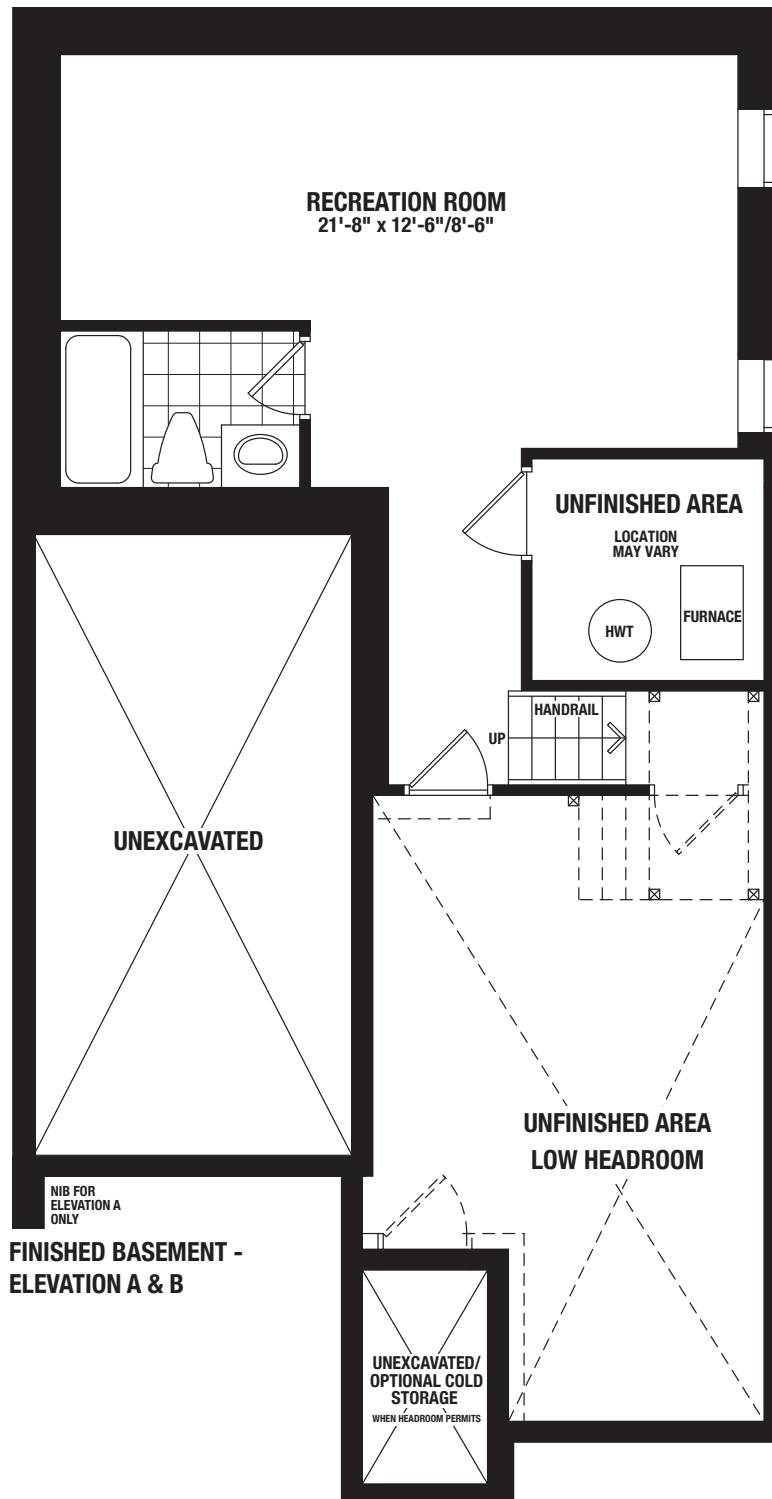 RECREATION ROOM
21'-8" x 12'-6"/8'-6"
UNFINISHED AREA
LOCATION
MAY VARY
HWT
FURNACE
HANDRAIL
UP
UNEXCAVATED
UNFINISHED AREA
LOW HEADROOM
NIB FOR
ELEVATION A
ONLY
FINISHED BASEMENT -
ELEVATION A & B
UNEXCAVATED/
OPTIONAL COLD
STORAGE
WHEN HEADROOM PERMITS